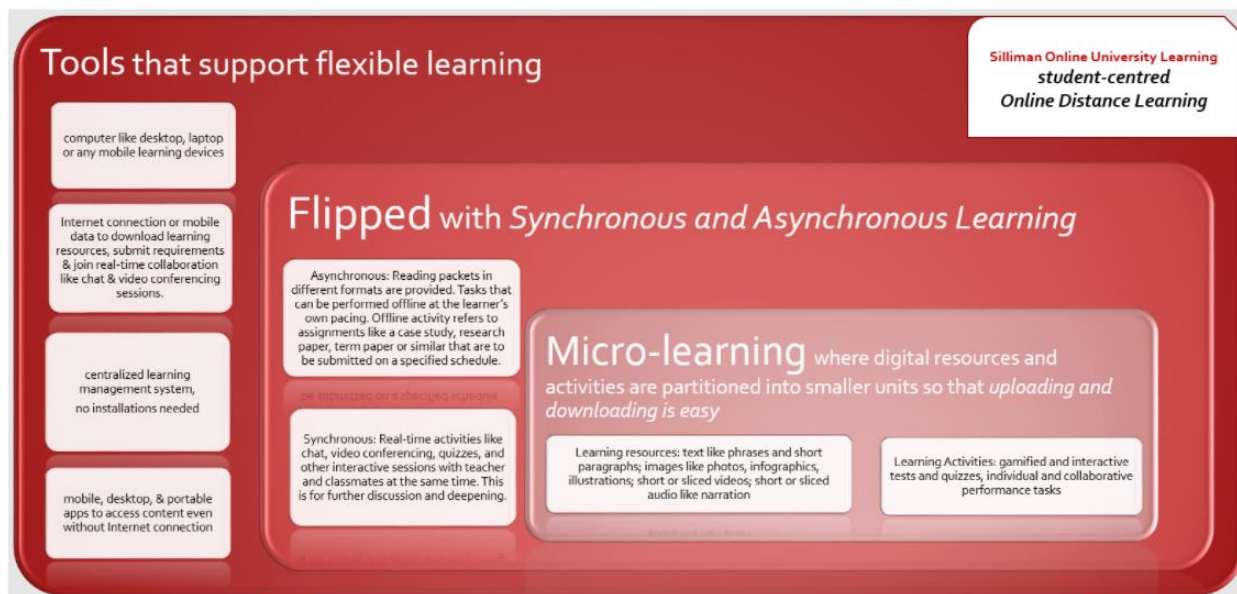 Tools that support flexible learning
Silliman Online University Learning
student-centred
Online Distance Learning
computer like desktop, laptop
or any mobile learning devices
Internet connection or mobile
data to download learning
resources, submit requirements
& join real-time collaboration
like chat & video conferencing
sessions.
centralized learning
management system,
no installations needed
mobile, desktop, & portable
apps to access content even
without Internet connection
Flipped with Synchronous and Asynchronous Learning
Asynchronous: Reading packets in
different formats are provided. Tasks that
can be performed offline at the learner's
own pacing. Offline activity refers to
assignments like a case study, research
paper, term paper or similar that are to
be submitted on a specified schedule.
Synchronous: Real-time activities like
chat, video conferencing, quizzes, and
other interactive sessions with teacher
and classmates at the same time. This
is for further discussion and deepening.
Micro-learning where digital resources and
activities are partitioned into smaller units so that uploading and
downloading is easy
Learning resources: text like phrases and short
paragraphs; images like photos, infographics,
illustrations; short or sliced videos; short or sliced
audio like narration
Learning Activities: gamified and interactive
tests and quizzes, individual and collaborative
performance tasks